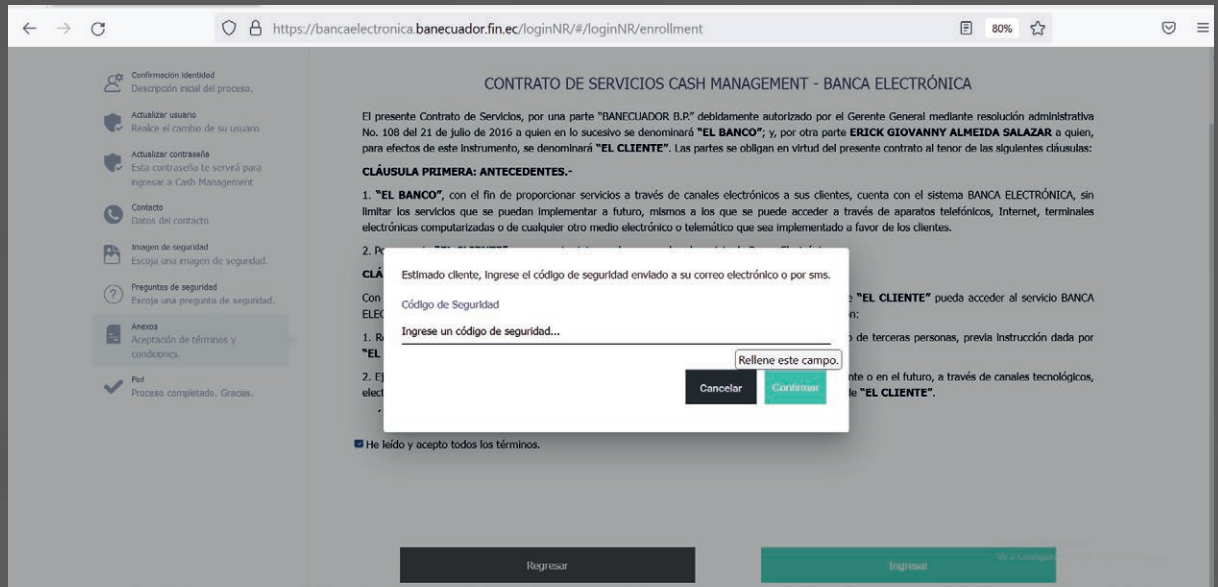 https://bancaelectronica.banecuador.fin.ec/loginNR/#/loginNR/enrollment
80%
Confirmación identidad
Descripción inicial del proceso.
Actualizar usuario
Realice el cambio de su usuario
Actualizar contraseña
Esta contraseña te servirá para
ingresar a Cash Management
Contacto
Datos del contacto
Imagen de seguridad
Escoja una imagen de seguridad.
Preguntas de seguridad
Escoja una pregunta de seguridad.
Anexos
Aceptación de términos y
condiciones.
Fin!
Proceso completado. Gracias.
CONTRATO DE SERVICIOS CASH MANAGEMENT - BANCA ELECTRÓNICA
El presente Contrato de Servicios, por una parte "BANECUADOR B.P." debidamente autorizado por el Gerente General mediante resolución administrativa
No. 108 del 21 de julio de 2016 a quien en lo sucesivo se denominará "EL BANCO"; y, por otra parte ERICK GIOVANNY ALMEIDA SALAZAR a quien,
para efectos de este instrumento, se denominará "EL CLIENTE". Las partes se obligan en virtud del presente contrato al tenor de las siguientes cláusulas:
CLÁUSULA PRIMERA: ANTECEDENTES.-
1. "EL BANCO", con el fin de proporcionar servicios a través de canales electrónicos a sus clientes, cuenta con el sistema BANCA ELECTRÓNICA, sin
limitar los servicios que se puedan implementar a futuro, mismos a los que se puede acceder a través de aparatos telefónicos, Internet, terminales
electrónicas computarizadas o de cualquier otro medio electrónico o telemático que sea implementado a favor de los clientes.
2. Po
CLÁ
Con "EL CLIENTE" pueda acceder al servicio BANCA
ELEC n:
1. R de terceras personas, previa instrucción dada por
"EL
2. Ej nte o en el futuro, a través de canales tecnológicos,
elect de "EL CLIENTE".
Estimado cliente, ingrese el código de seguridad enviado a su correo electrónico o por sms.
Código de Seguridad
Ingrese un código de seguridad...
Rellene este campo.
Cancelar
Confirmar
He leído y acepto todos los términos.
Regresar
Ingresar